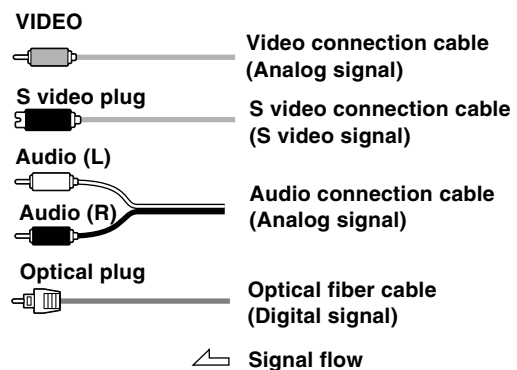 VIDEO
Video connection cable
(Analog signal)
S video plug
S video connection cable
(S video signal)
Audio (L)
Audio (R)
Audio connection cable
(Analog signal)
Optical plug
Optical fiber cable
(Digital signal)
Signal flow